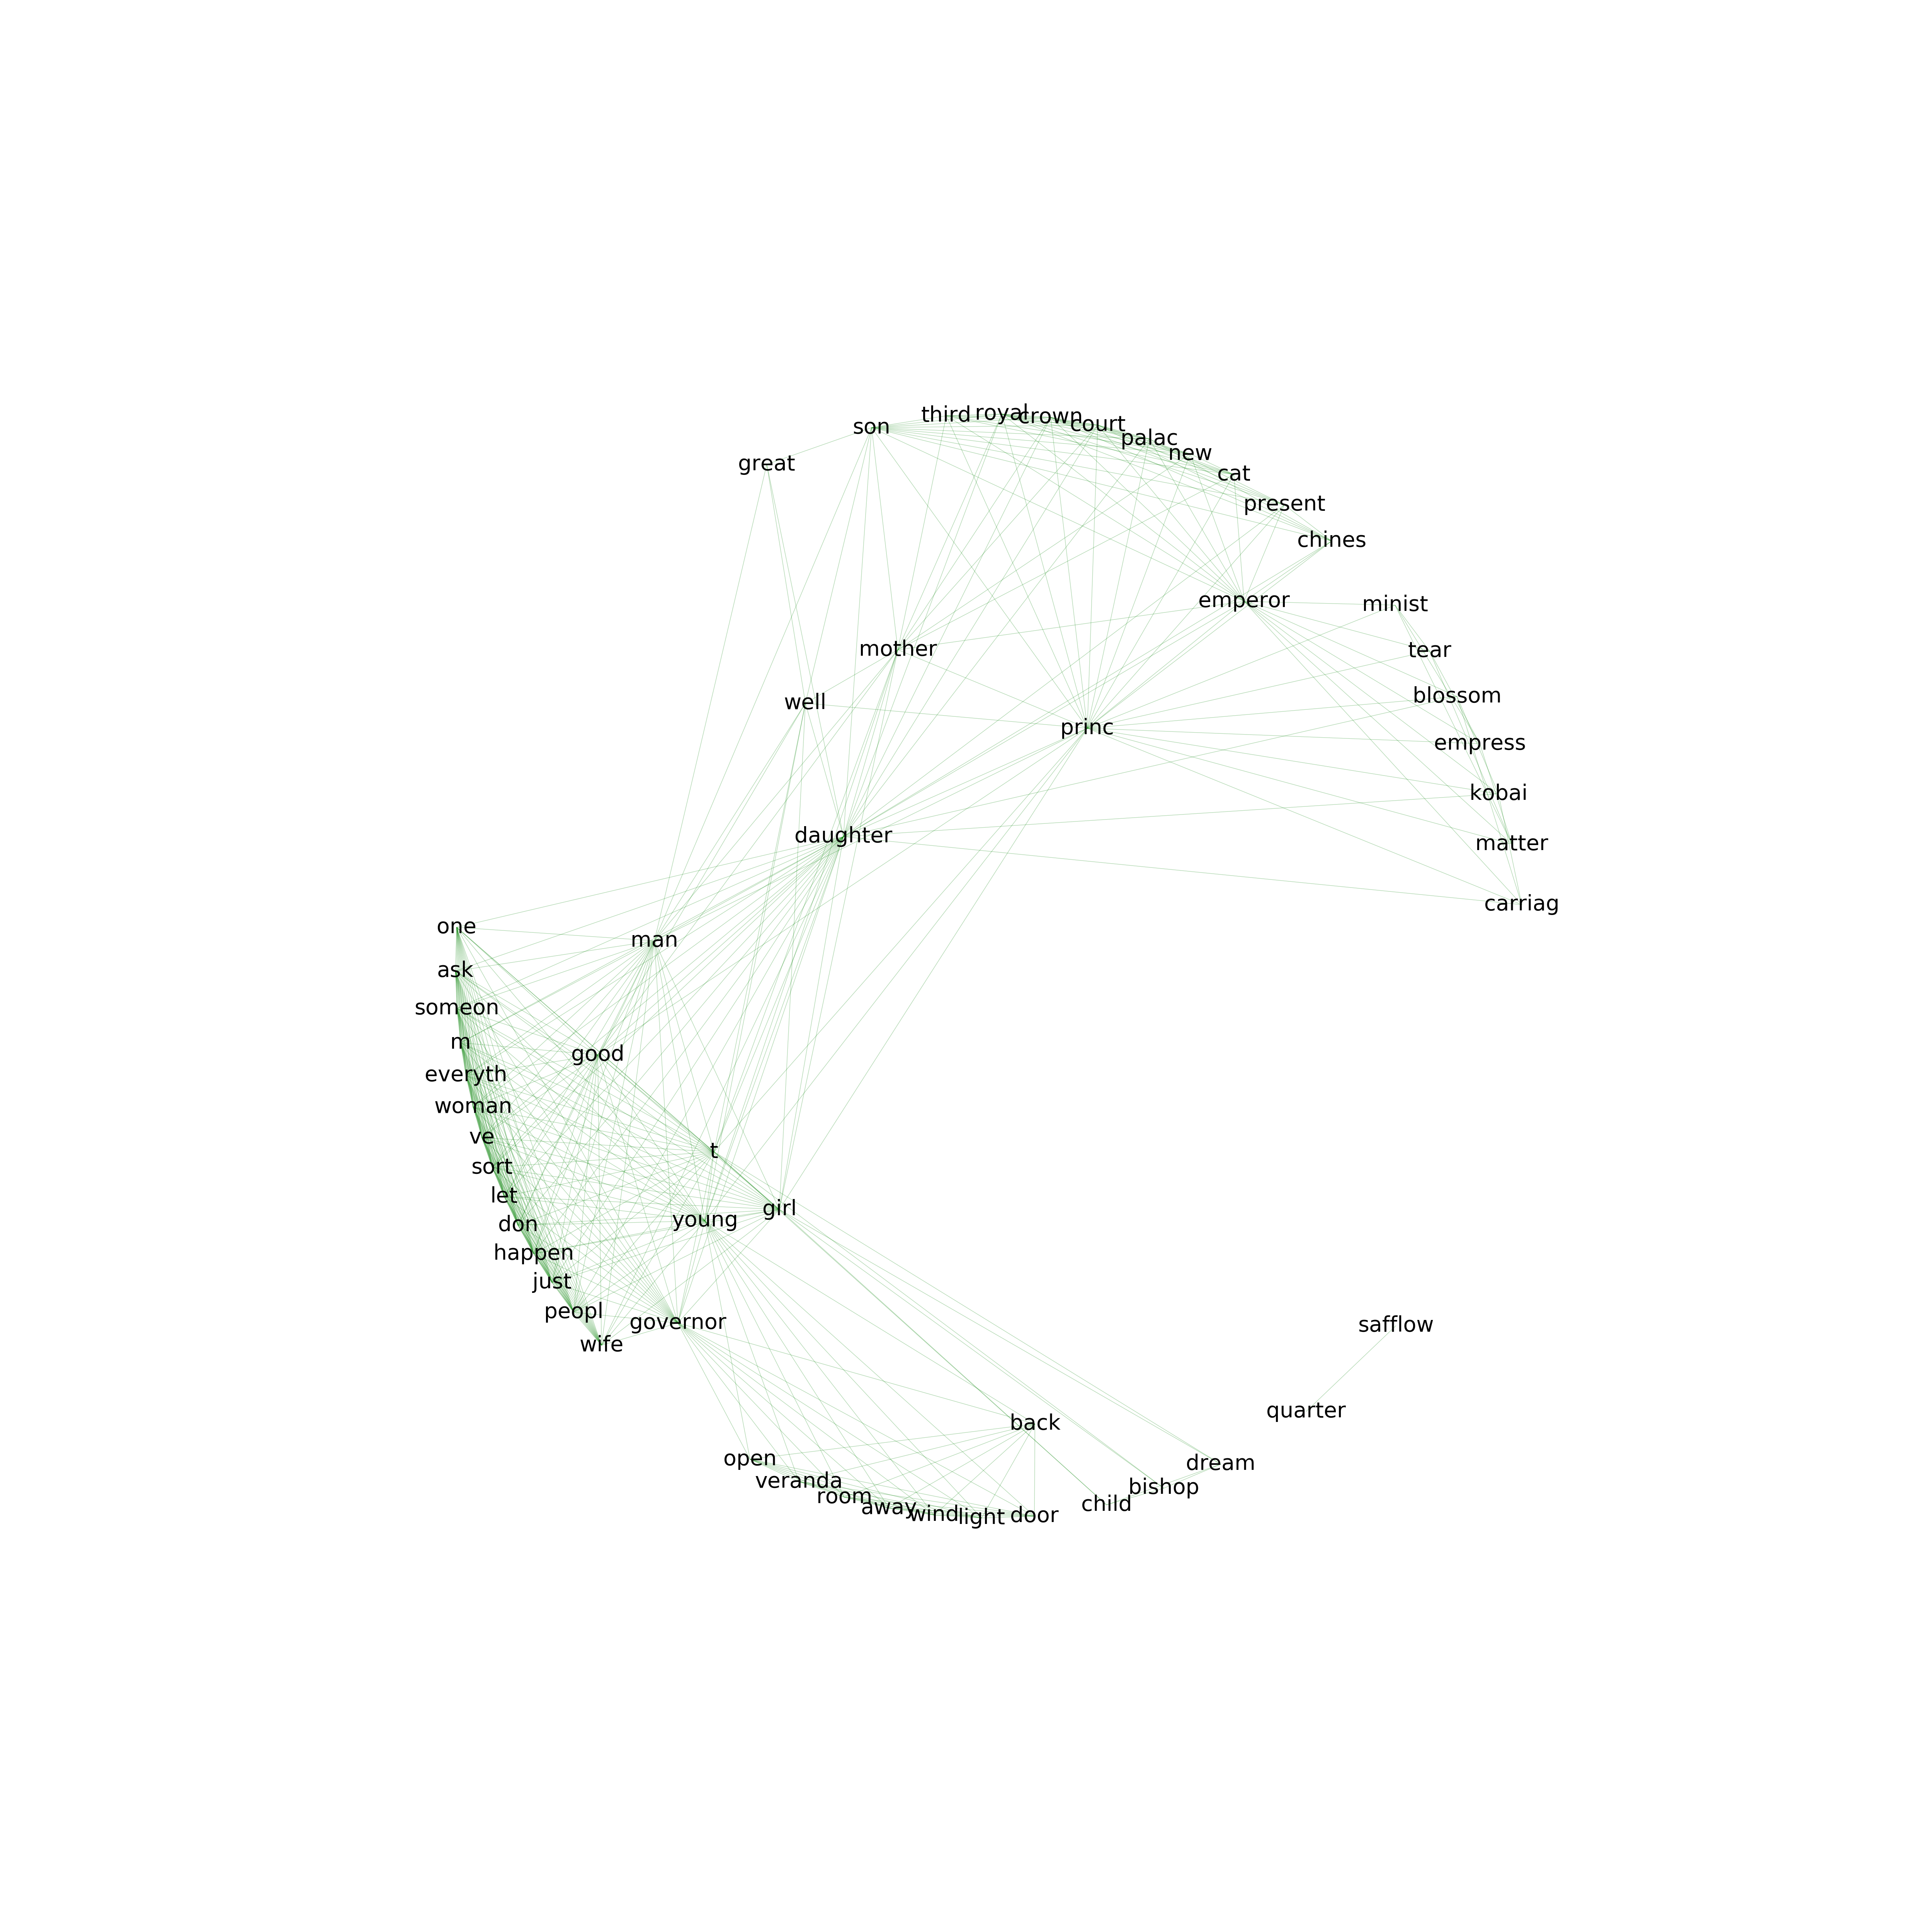 third royal crown
son court
palac
new
great cat
present
chines
emperor minist
mother tear
well blossom
princ empress
kobai
daughter matter
carriag
one man
ask
someon
m good
everyth
woman
ve t
sort
let girl
don young
happen
just
peopl governor safflow
wife
quarter
back
open dream
veranda bishop
room child
away wind light door